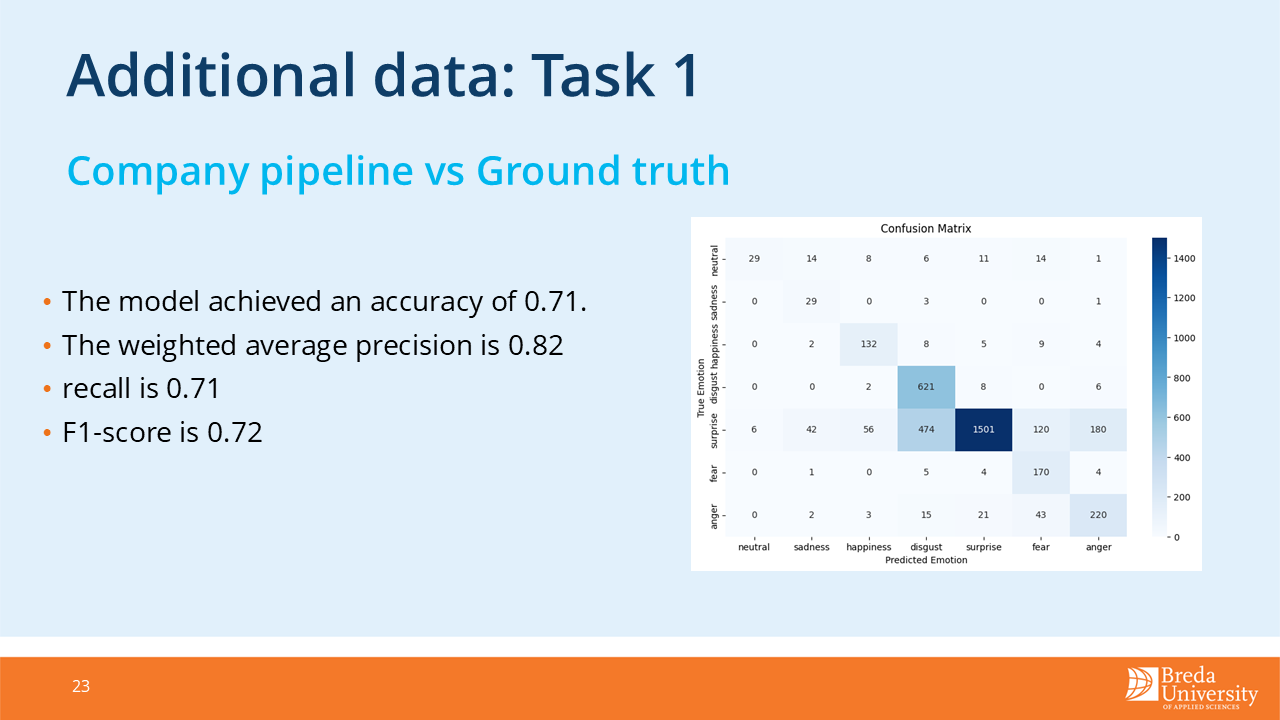 Additional data: Task 1
Company pipeline vs Ground truth
• The model achieved an accuracy of 0.71.
• The weighted average precision is 0.82
• recall is 0.71
• F1-score is 0.72
Confusion Matrix
True Emotion
neutral 29 14 8 6 11 14 1
sadness 0 29 0 3 0 0 1
happiness 0 2 132 8 5 9 4
disgust 0 0 2 621 8 0 6
surprise 6 42 56 474 1501 120 180
fear 0 1 0 5 4 170 4
anger 0 2 3 15 21 43 220
neutral sadness happiness disgust surprise fear anger
Predicted Emotion
1400
1200
1000
800
600
400
200
0
23
Breda
University
OF APPLIED SCIENCES